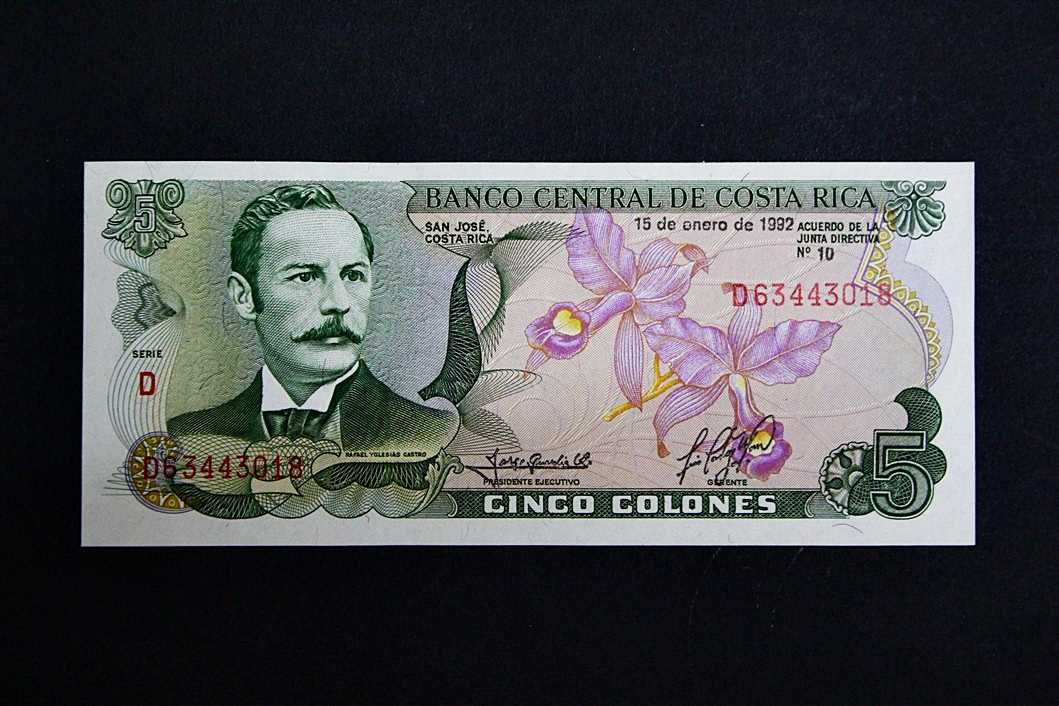 5
BANCO CENTRAL DE COSTA RICA
SAN JOSÉ,
COSTA RICA
15 de enero de 1992
ACUERDO DE LA
JUNTA DIRECTIVA
Nº 10
D63443018
SERIE
D
D63443018
RAFAEL YGLESIAS CASTRO
PRESIDENTE EJECUTIVO
GERENTE
CINCO COLONES
5